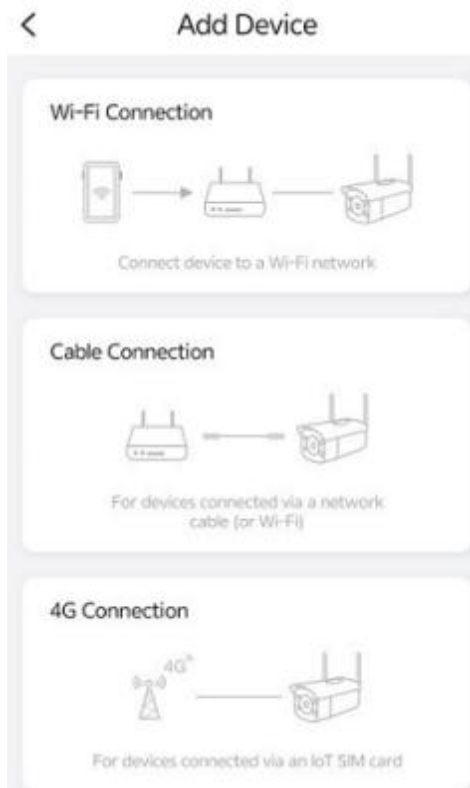 Add Device
Wi-Fi Connection
Connect device to a Wi-Fi network
Cable Connection
For devices connected via a network
cable (or Wi-Fi)
4G Connection
4G
For devices connected via an IoT SIM card